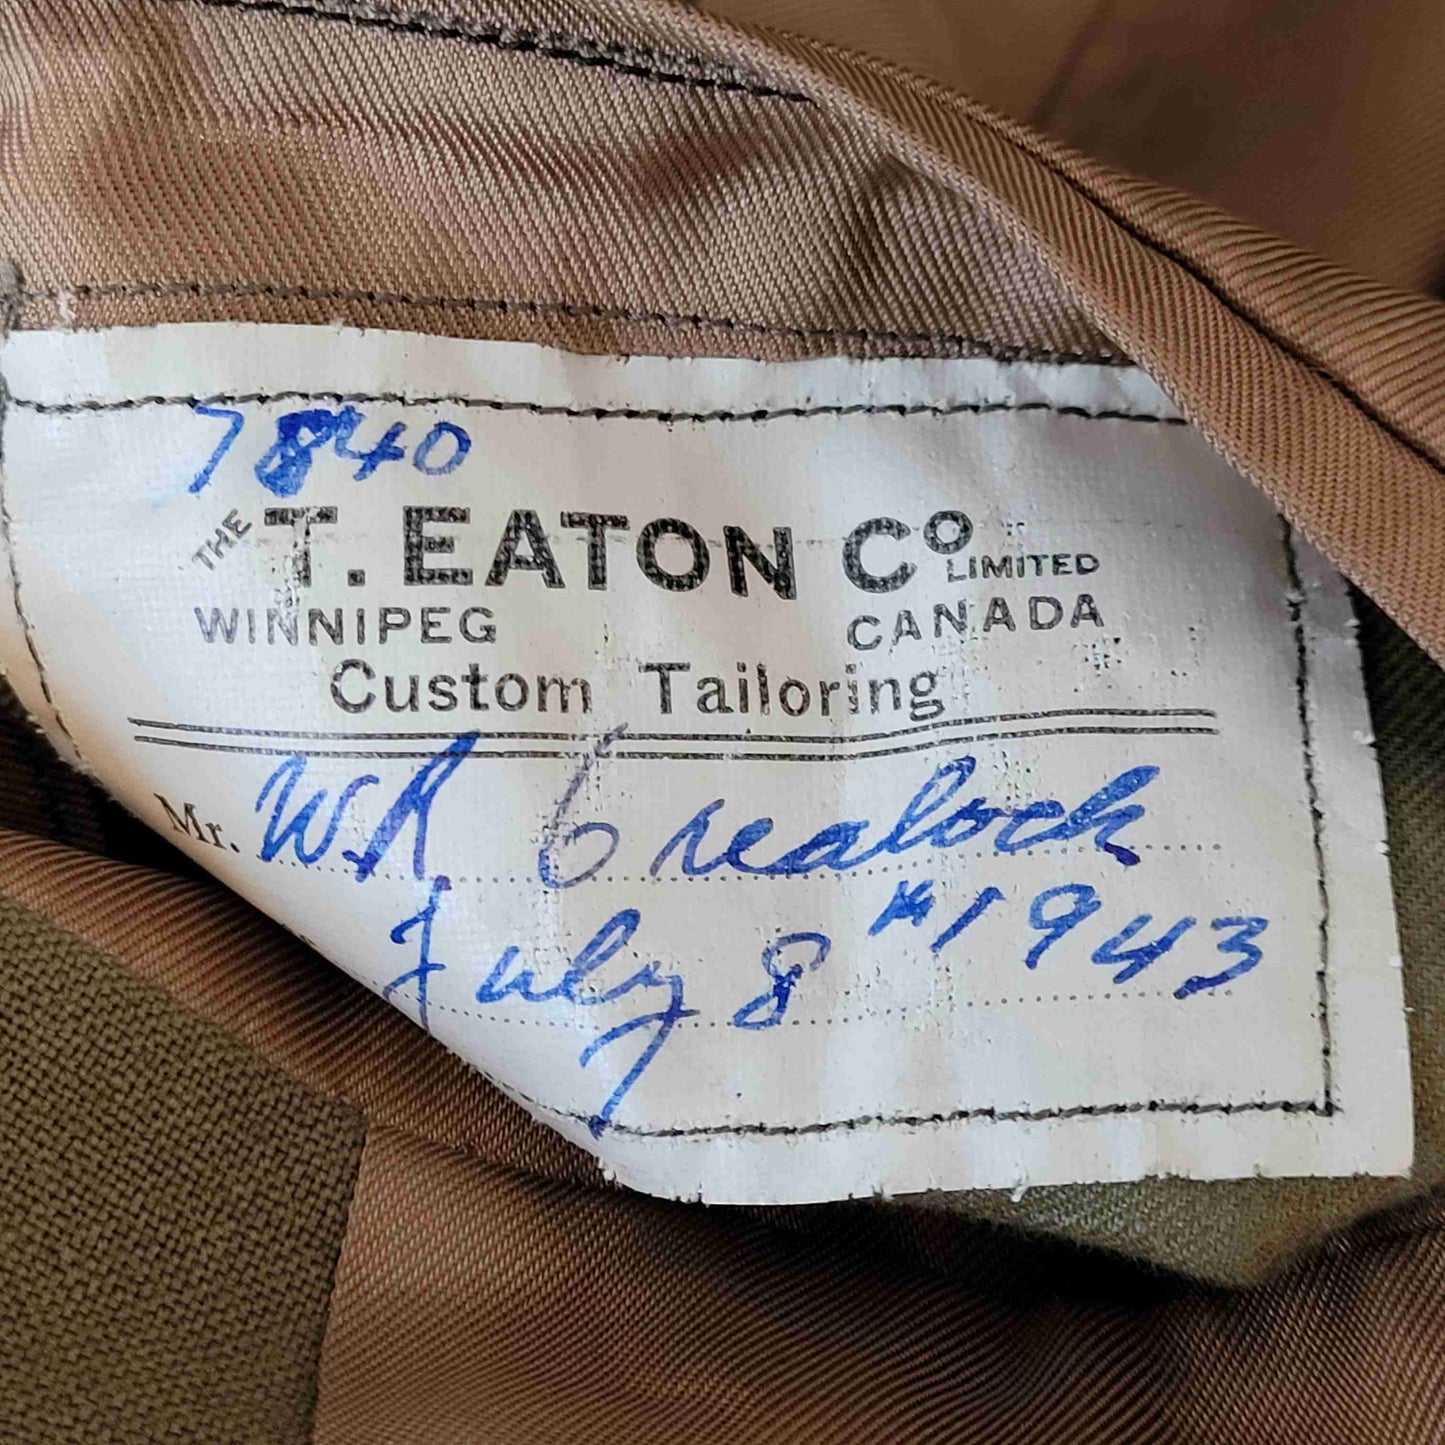 7840
THE T. EATON Co LIMITED
WINNIPEG CANADA
Custom Tailoring
Mr. W.R Crealock
July 8th 1943